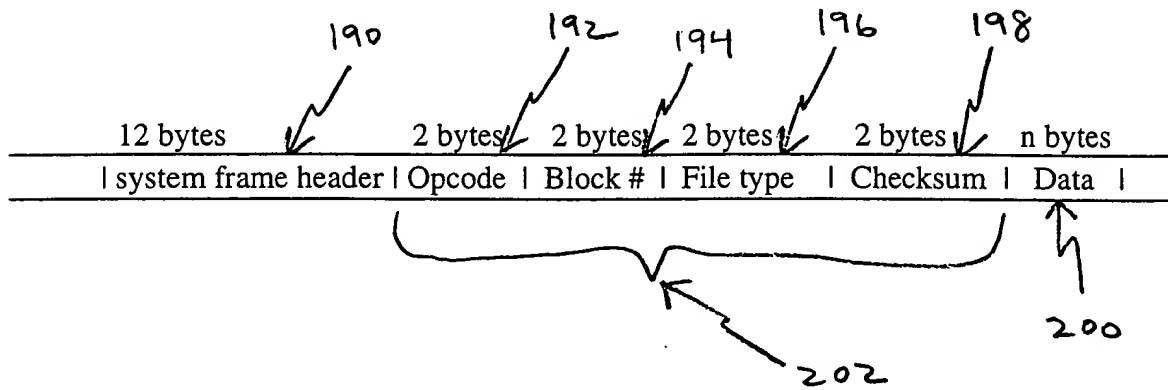 190 192 194 196 198
12 bytes 2 bytes 2 bytes 2 bytes 2 bytes n bytes
| system frame header | Opcode | Block # | File type | Checksum | Data |
200
202